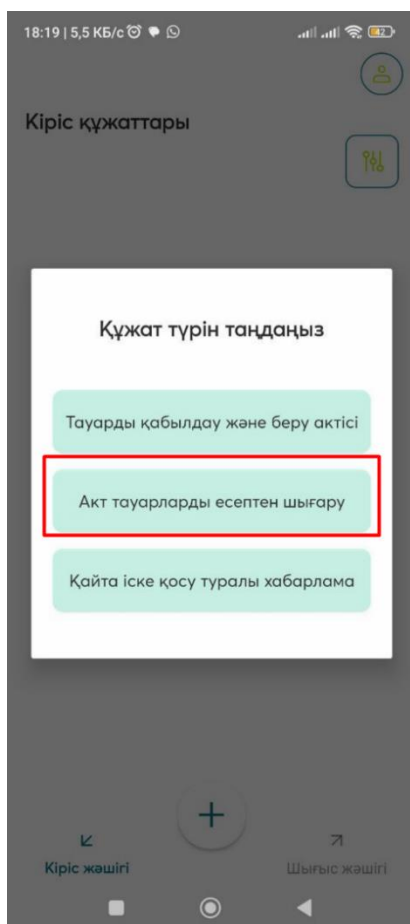 18:19 | 5,5 КБ/с
42
Кіріс құжаттары
Құжат түрін таңдаңыз
Тауарды қабылдау және беру актісі
Акт тауарларды есептен шығару
Қайта іске қосу туралы хабарлама
Кіріс жәшігі
Шығыс жәшігі